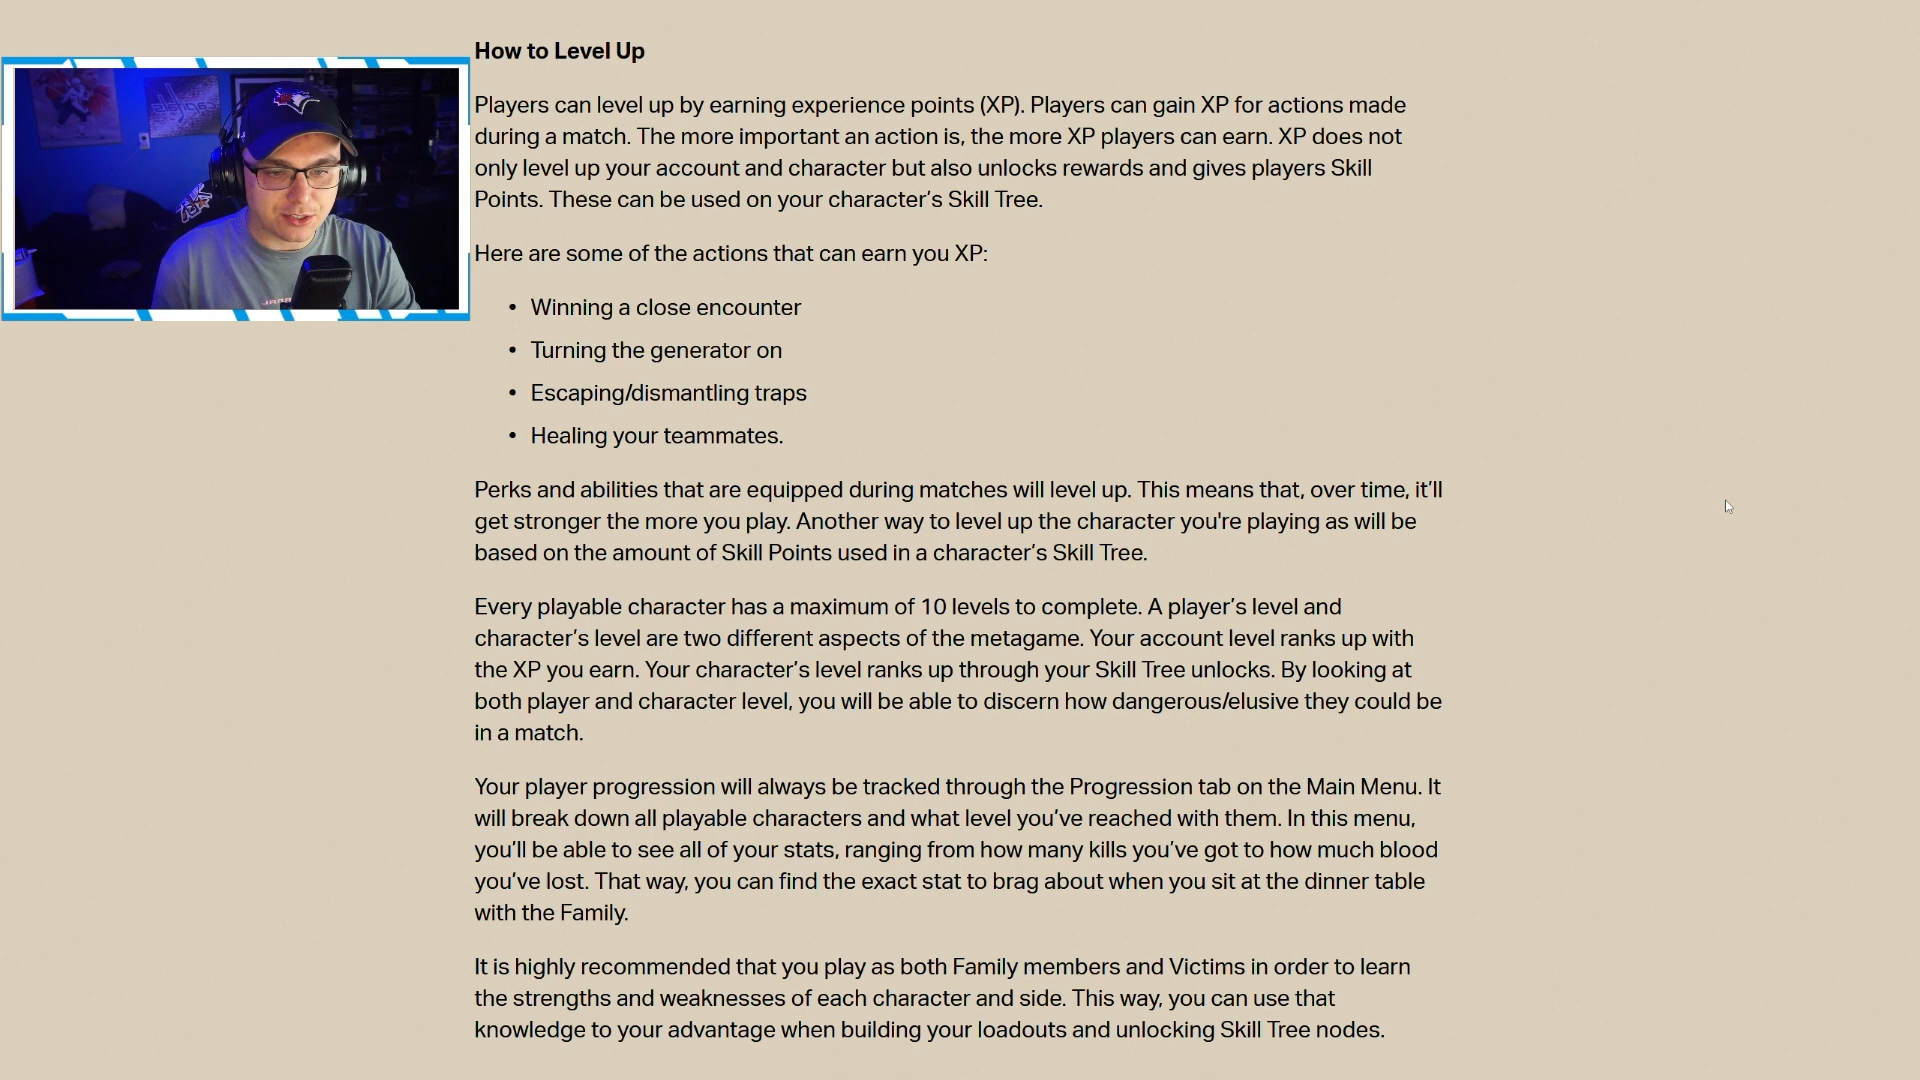 How to Level Up
Players can level up by earning experience points (XP). Players can gain XP for actions made
during a match. The more important an action is, the more XP players can earn. XP does not
only level up your account and character but also unlocks rewards and gives players Skill
Points. These can be used on your character’s Skill Tree.
Here are some of the actions that can earn you XP:
• Winning a close encounter
• Turning the generator on
• Escaping/dismantling traps
• Healing your teammates.
Perks and abilities that are equipped during matches will level up. This means that, over time, it’ll
get stronger the more you play. Another way to level up the character you're playing as will be
based on the amount of Skill Points used in a character’s Skill Tree.
Every playable character has a maximum of 10 levels to complete. A player’s level and
character’s level are two different aspects of the metagame. Your account level ranks up with
the XP you earn. Your character’s level ranks up through your Skill Tree unlocks. By looking at
both player and character level, you will be able to discern how dangerous/elusive they could be
in a match.
Your player progression will always be tracked through the Progression tab on the Main Menu. It
will break down all playable characters and what level you’ve reached with them. In this menu,
you’ll be able to see all of your stats, ranging from how many kills you’ve got to how much blood
you’ve lost. That way, you can find the exact stat to brag about when you sit at the dinner table
with the Family.
It is highly recommended that you play as both Family members and Victims in order to learn
the strengths and weaknesses of each character and side. This way, you can use that
knowledge to your advantage when building your loadouts and unlocking Skill Tree nodes.